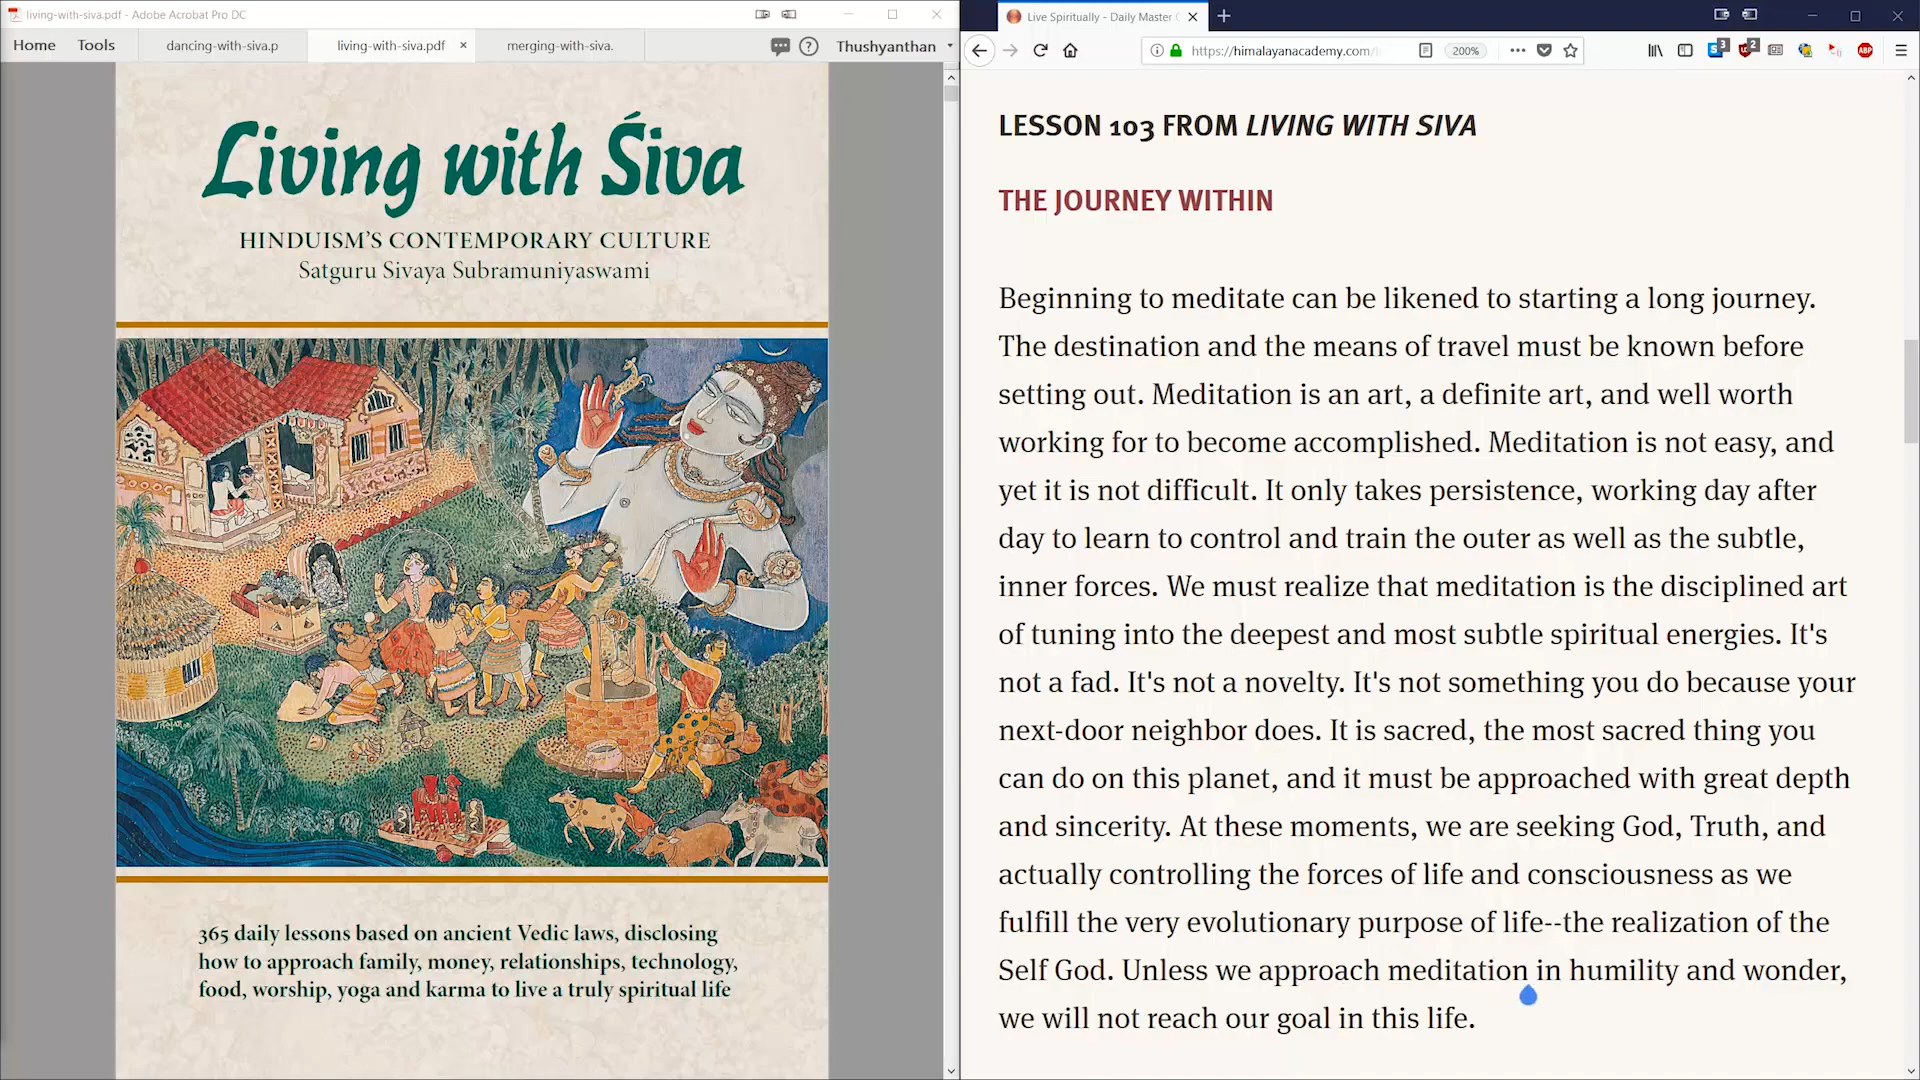 living-with-siva.pdf - Adobe Acrobat Pro DC
Home Tools dancing-with-siva.p living-with-siva.pdf × merging-with-siva. Thushyanthan
Living with Śiva
HINDUISM'S CONTEMPORARY CULTURE
Satguru Sivaya Subramuniyaswami
365 daily lessons based on ancient Vedic laws, disclosing
how to approach family, money, relationships, technology,
food, worship, yoga and karma to live a truly spiritual life
Live Spiritually - Daily Master
https://himalayanacademy.com/ 200%
3 2 ABP
LESSON 103 FROM LIVING WITH SIVA
THE JOURNEY WITHIN
Beginning to meditate can be likened to starting a long journey.
The destination and the means of travel must be known before
setting out. Meditation is an art, a definite art, and well worth
working for to become accomplished. Meditation is not easy, and
yet it is not difficult. It only takes persistence, working day after
day to learn to control and train the outer as well as the subtle,
inner forces. We must realize that meditation is the disciplined art
of tuning into the deepest and most subtle spiritual energies. It's
not a fad. It's not a novelty. It's not something you do because your
next-door neighbor does. It is sacred, the most sacred thing you
can do on this planet, and it must be approached with great depth
and sincerity. At these moments, we are seeking God, Truth, and
actually controlling the forces of life and consciousness as we
fulfill the very evolutionary purpose of life--the realization of the
Self God. Unless we approach meditation in humility and wonder,
we will not reach our goal in this life.